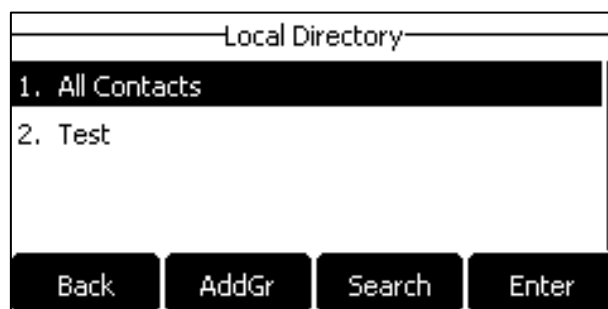 Local Directory
1. All Contacts
2. Test
Back AddGr Search Enter